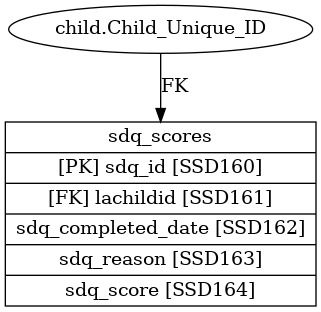 child.Child_Unique_ID
FK
sdq_scores
[PK] sdq_id [SSD160]
[FK] lachildid [SSD161]
sdq_completed_date [SSD162]
sdq_reason [SSD163]
sdq_score [SSD164]